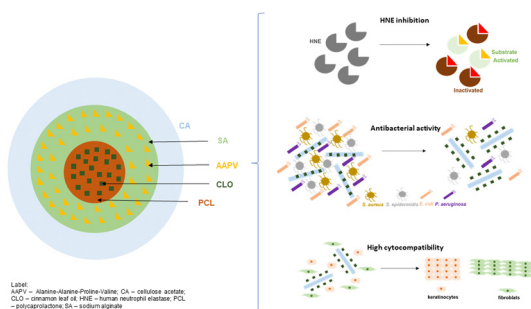 CA
SA
AAPV
CLO
PCL
Label:
AAPV – Alanine-Alanine-Proline-Valine; CA – cellulose acetate;
CLO – cinnamon leaf oil; HNE – human neutrophil elastase; PCL
– polycaprolactone; SA – sodium alginate
HNE inhibition
HNE
Substrate
Activated
Inactivated
Antibacterial activity
S. aureus S. epidermidis E. coli P. aeruginosa
High cytocompatibility
keratinocytes
fibroblasts